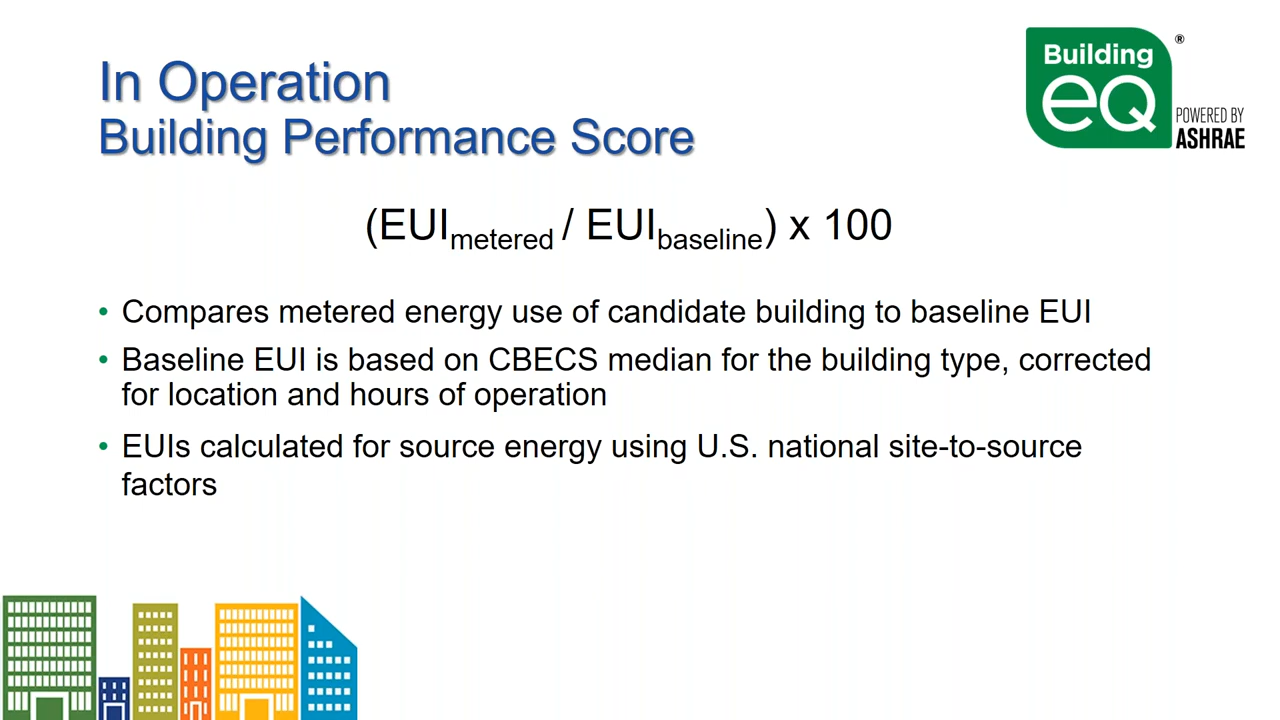 In Operation
Building Performance Score
Building
eQ
®
POWERED BY
ASHRAE
(EUImetered / EUIbaseline) x 100
• Compares metered energy use of candidate building to baseline EUI
• Baseline EUI is based on CBECS median for the building type, corrected
for location and hours of operation
• EUIs calculated for source energy using U.S. national site-to-source
factors